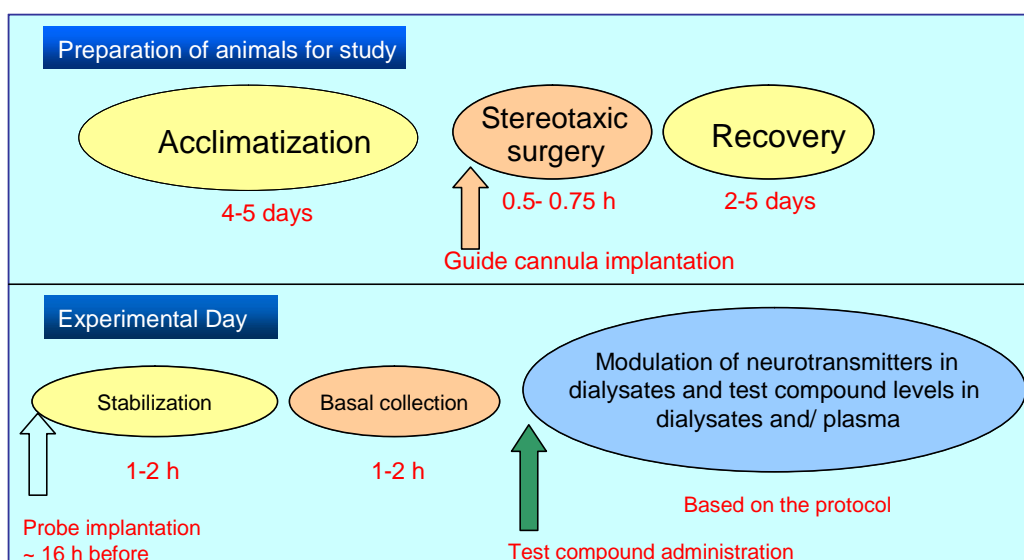 Preparation of animals for study
Acclimatization
Stereotaxic
surgery
Recovery
4-5 days
0.5- 0.75 h
2-5 days
Guide cannula implantation
Experimental Day
Stabilization
Basal collection
Modulation of neurotransmitters in
dialysates and test compound levels in
dialysates and/ plasma
1-2 h
1-2 h
Based on the protocol
Probe implantation
~ 16 h before
Test compound administration